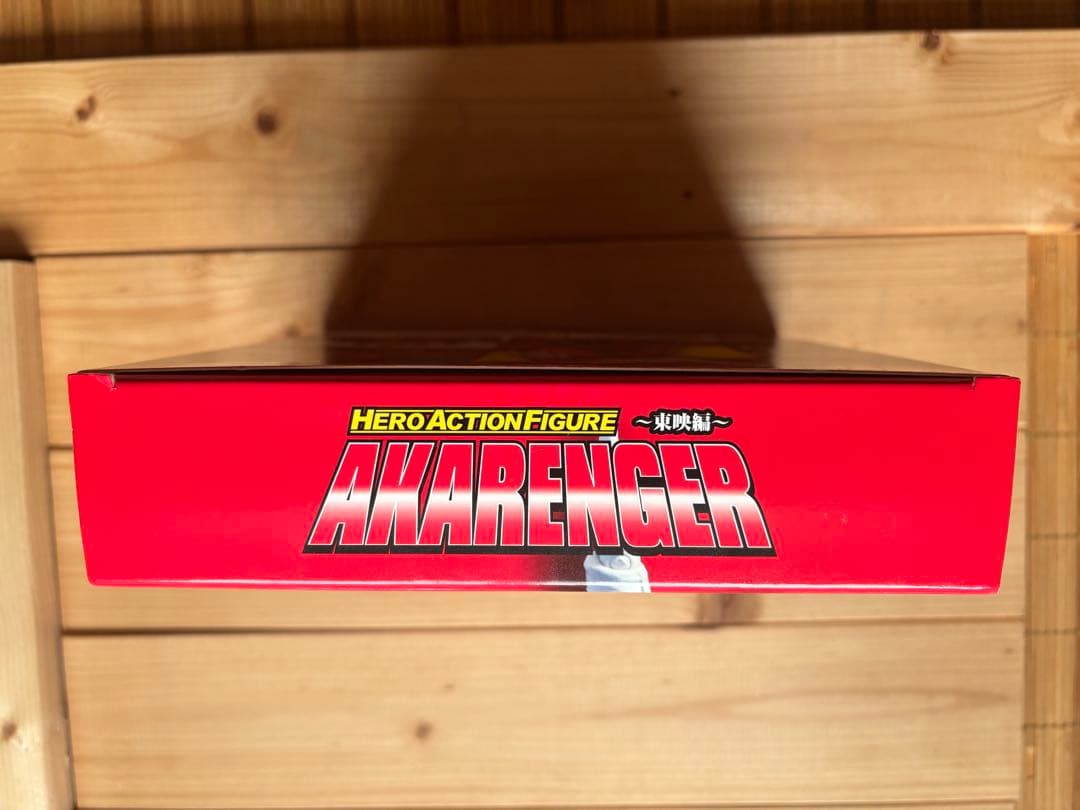 HERO ACTION FIGURE ～東映編～
AKARENGER